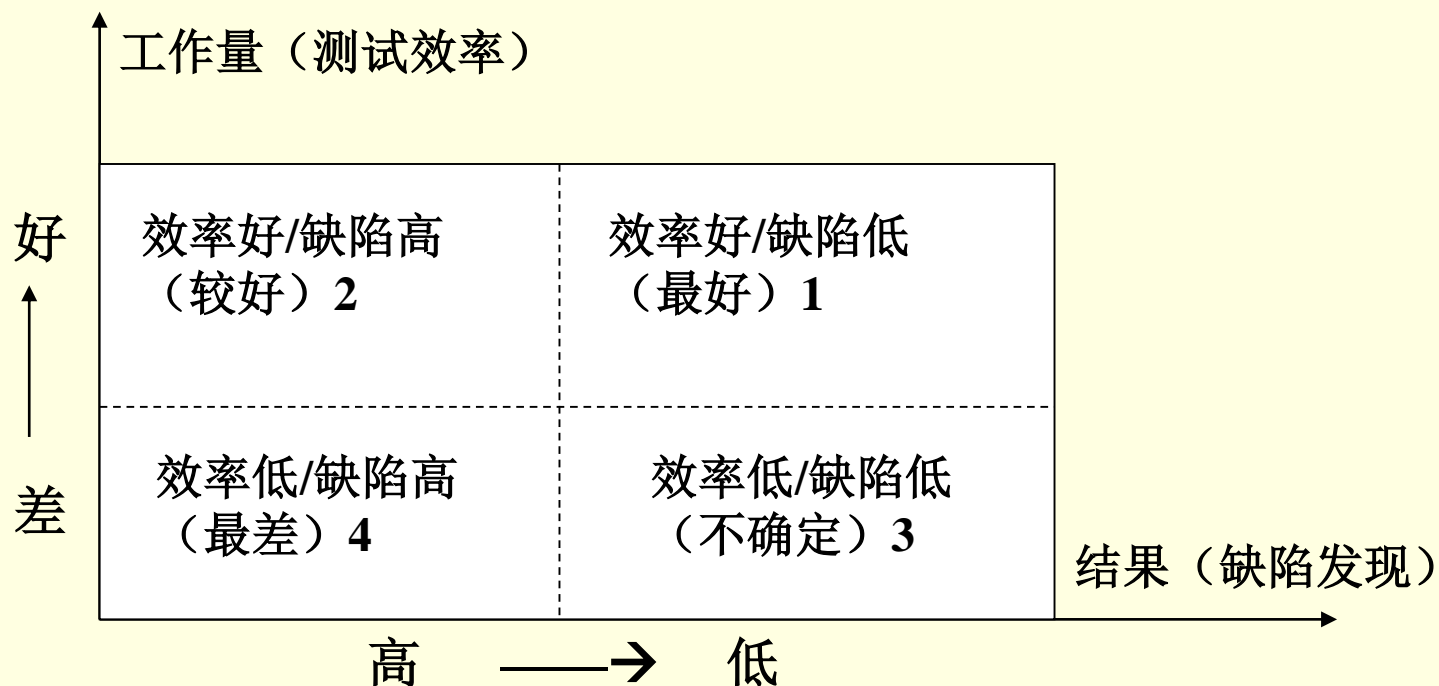 工作量（测试效率）
好
效率好/缺陷高
（较好）2
效率好/缺陷低
（最好）1
差
效率低/缺陷高
（最差）4
效率低/缺陷低
（不确定）3
结果（缺陷发现）
高
低